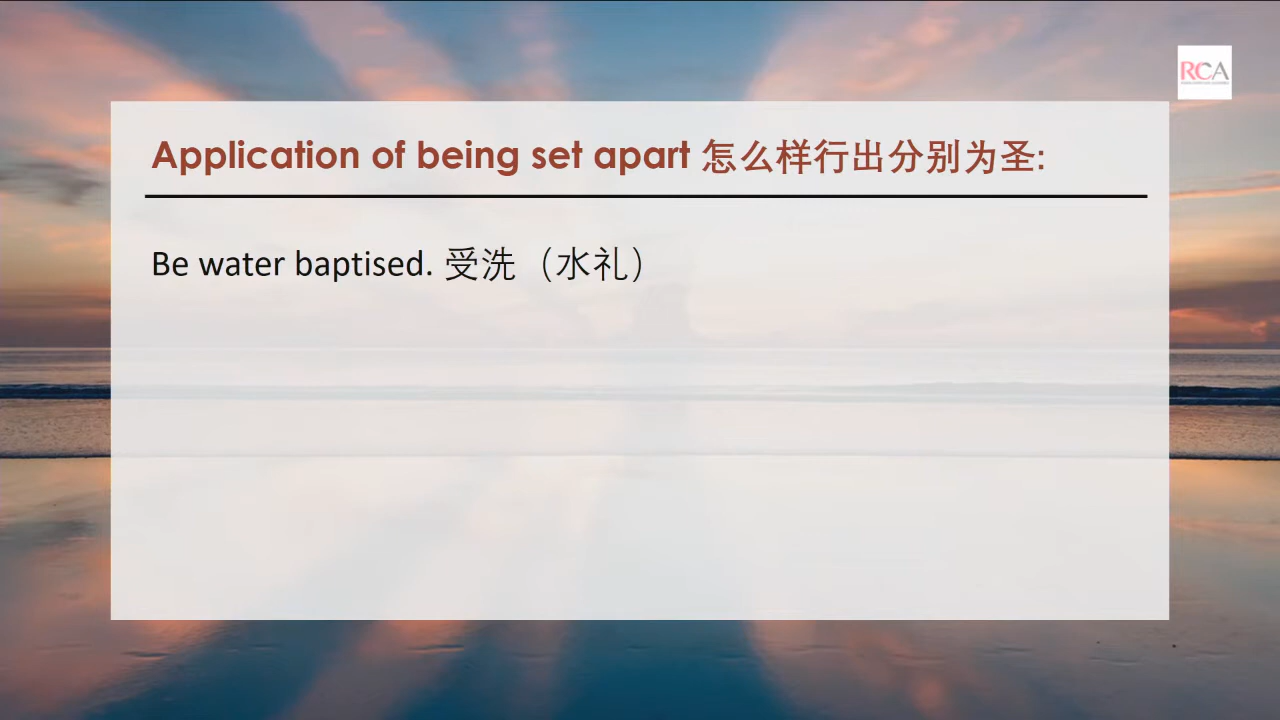 RCA
Application of being set apart 怎么样行出分别为圣:
Be water baptised. 受洗（水礼）